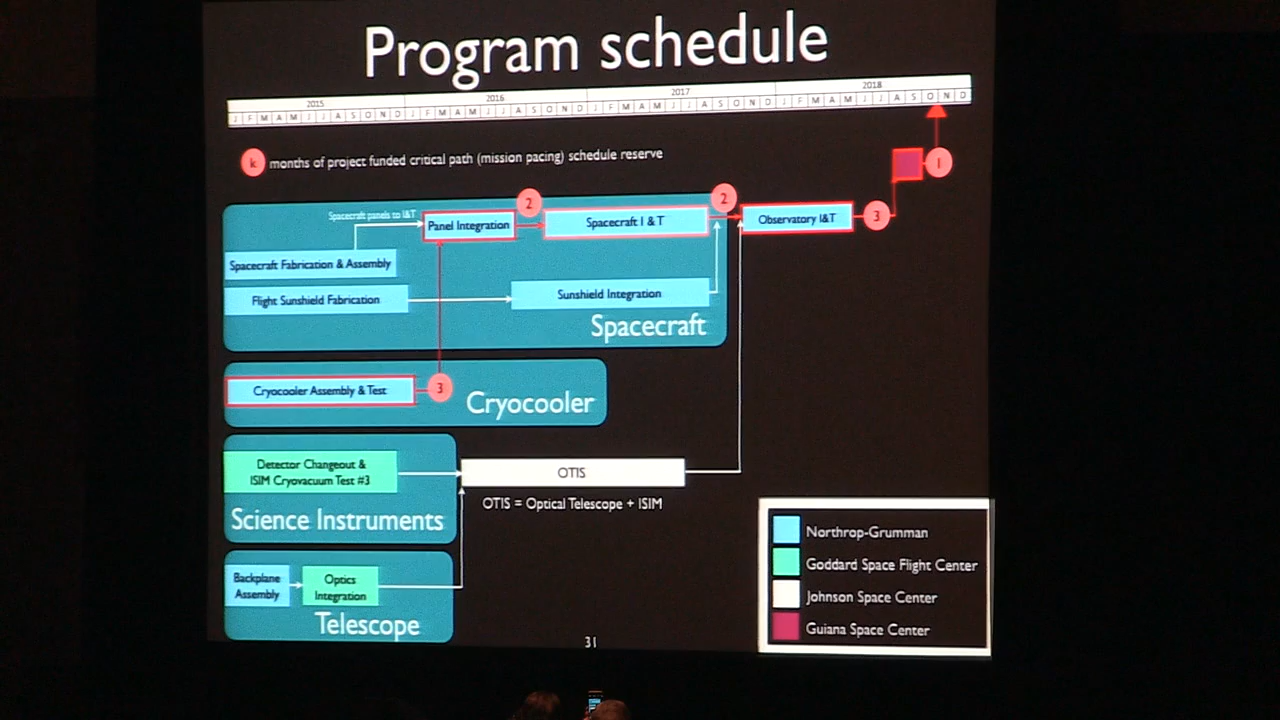 Program schedule
2015 2016 2017 2018
J F M A M J J A S O N D J F M A M J J A S O N D J F M A M J J A S O N D J F M A M J J A S O N D
k months of project funded critical path (mission pacing) schedule reserve
Spacecraft panels to I&T
Panel Integration
2
Spacecraft I & T
2
Observatory I&T
3
1
Spacecraft Fabrication & Assembly
Flight Sunshield Fabrication
Sunshield Integration
Spacecraft
Cryocooler Assembly & Test
3
Cryocooler
Detector Changeout &
ISIM Cryovacuum Test #3
Science Instruments
OTIS
OTIS = Optical Telescope + ISIM
Backplane
Assembly
Optics
Integration
Telescope
Northrop-Grumman
Goddard Space Flight Center
Johnson Space Center
Guiana Space Center
31